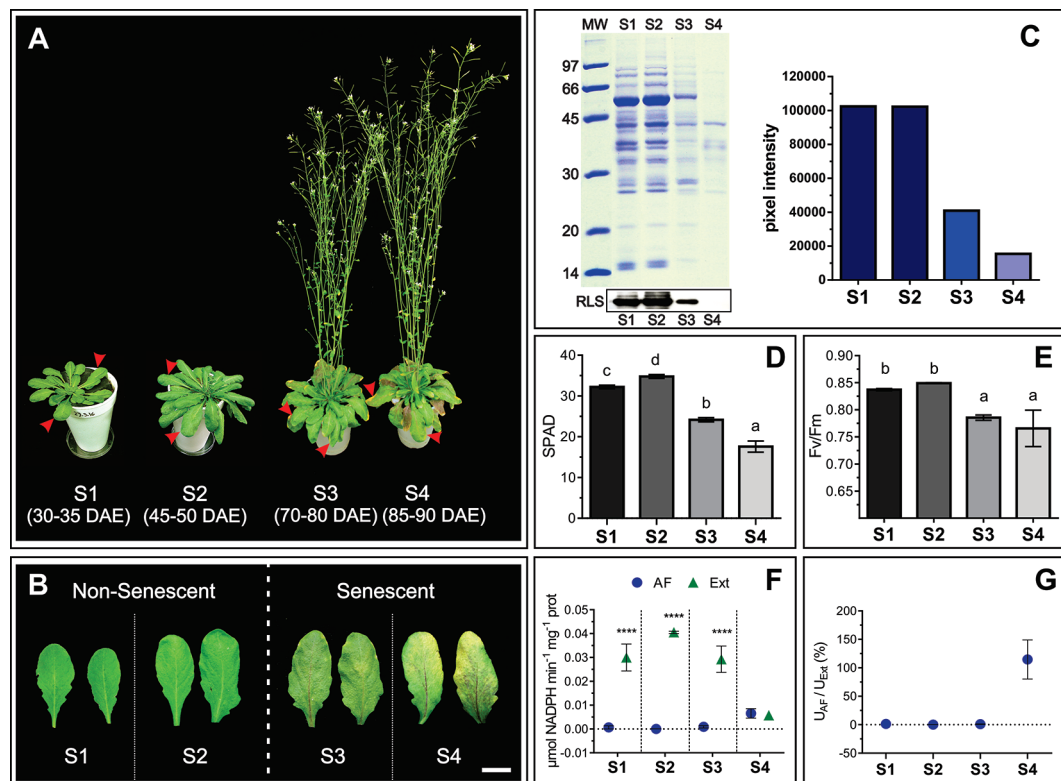 A
S1
(30-35 DAE)
S2
(45-50 DAE)
S3
(70-80 DAE)
S4
(85-90 DAE)
B
Non-Senescent
Senescent
S1
S2
S3
S4
C
MW S1 S2 S3 S4
97
66
45
30
20
14
RLS
S1 S2 S3 S4
pixel intensity
120000
100000
80000
60000
40000
20000
0
S1 S2 S3 S4
D
SPAD
40
30
20
10
0
c
d
b
a
S1 S2 S3 S4
E
Fv/Fm
0.85
0.80
0.75
0.70
0.65
b
b
a
a
S1 S2 S3 S4
F
AF Ext
µmol NADPH min-1 mg-1 prot
0.05
0.04
0.03
0.02
0.01
0.00
-0.01
****
****
****
S1 S2 S3 S4
G
UAF / UExt (%)
200
150
100
50
0
-50
S1 S2 S3 S4